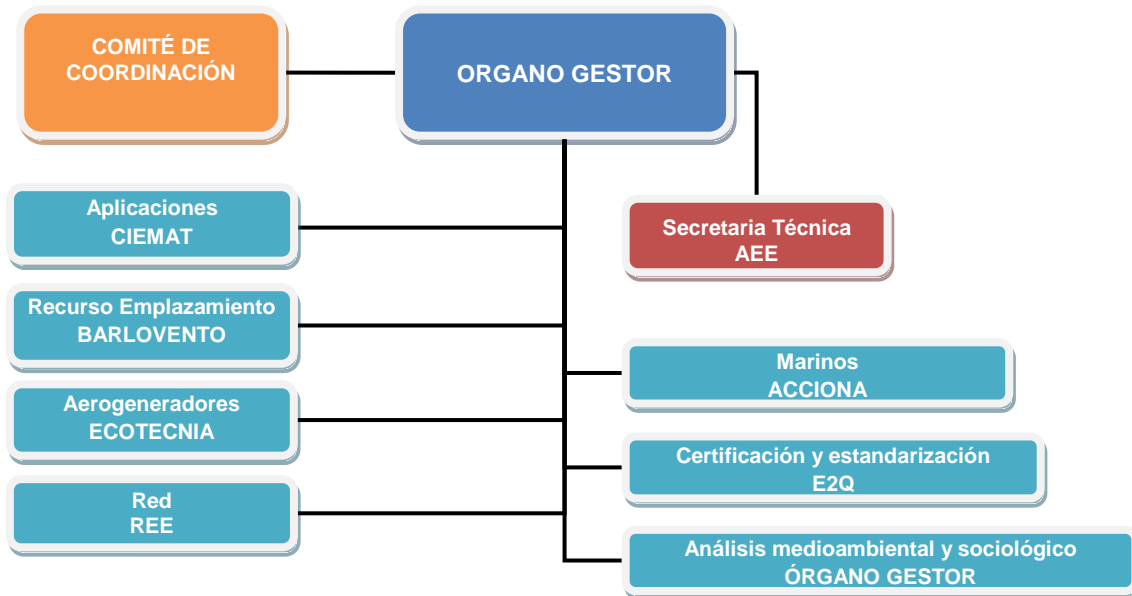 COMITÉ DE
COORDINACIÓN
ORGANO GESTOR
Aplicaciones
CIEMAT
Secretaria Técnica
AEE
Recurso Emplazamiento
BARLOVENTO
Marinos
ACCIONA
Aerogeneradores
ECOTECNIA
Certificación y estandarización
E2Q
Red
REE
Análisis medioambiental y sociológico
ÓRGANO GESTOR